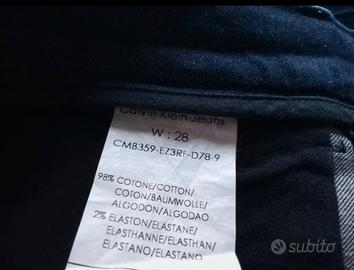 Calvin Klein Jeans
W : 28
CMB359-EZ3RF-D78-9
98% COTONE/COTTON/
COTON/BAUMWOLLE/
ALGODON/ALGODAO
2% ELASTON/ELASTANE/
ELASTHANNE/ELASTHAN/
ELASTANO/ELASTANO/
subito